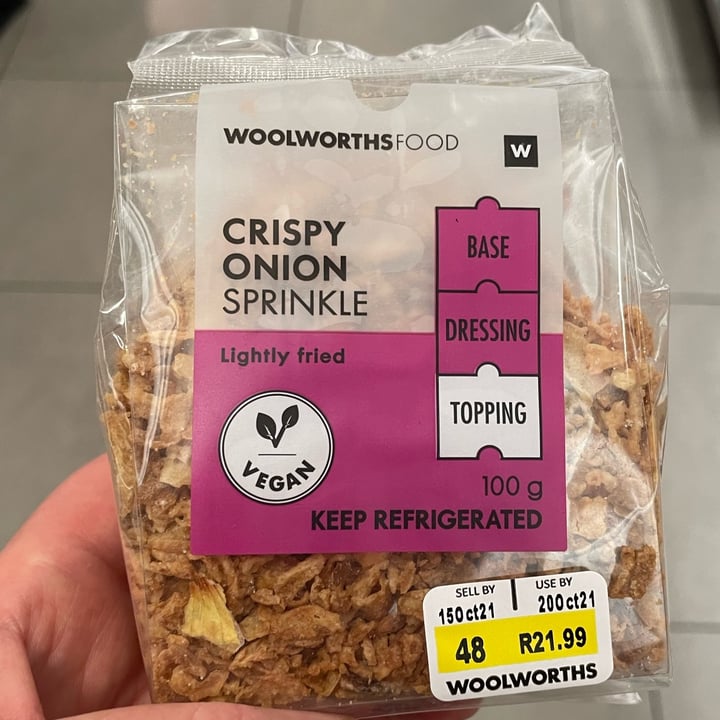 WOOLWORTHSFOOD
W
CRISPY
ONION
SPRINKLE
Lightly fried
VEGAN
BASE
DRESSING
TOPPING
100 g
KEEP REFRIGERATED
SELL BY USE BY
15Oct21 20Oct21
48 R21.99
WOOLWORTHS